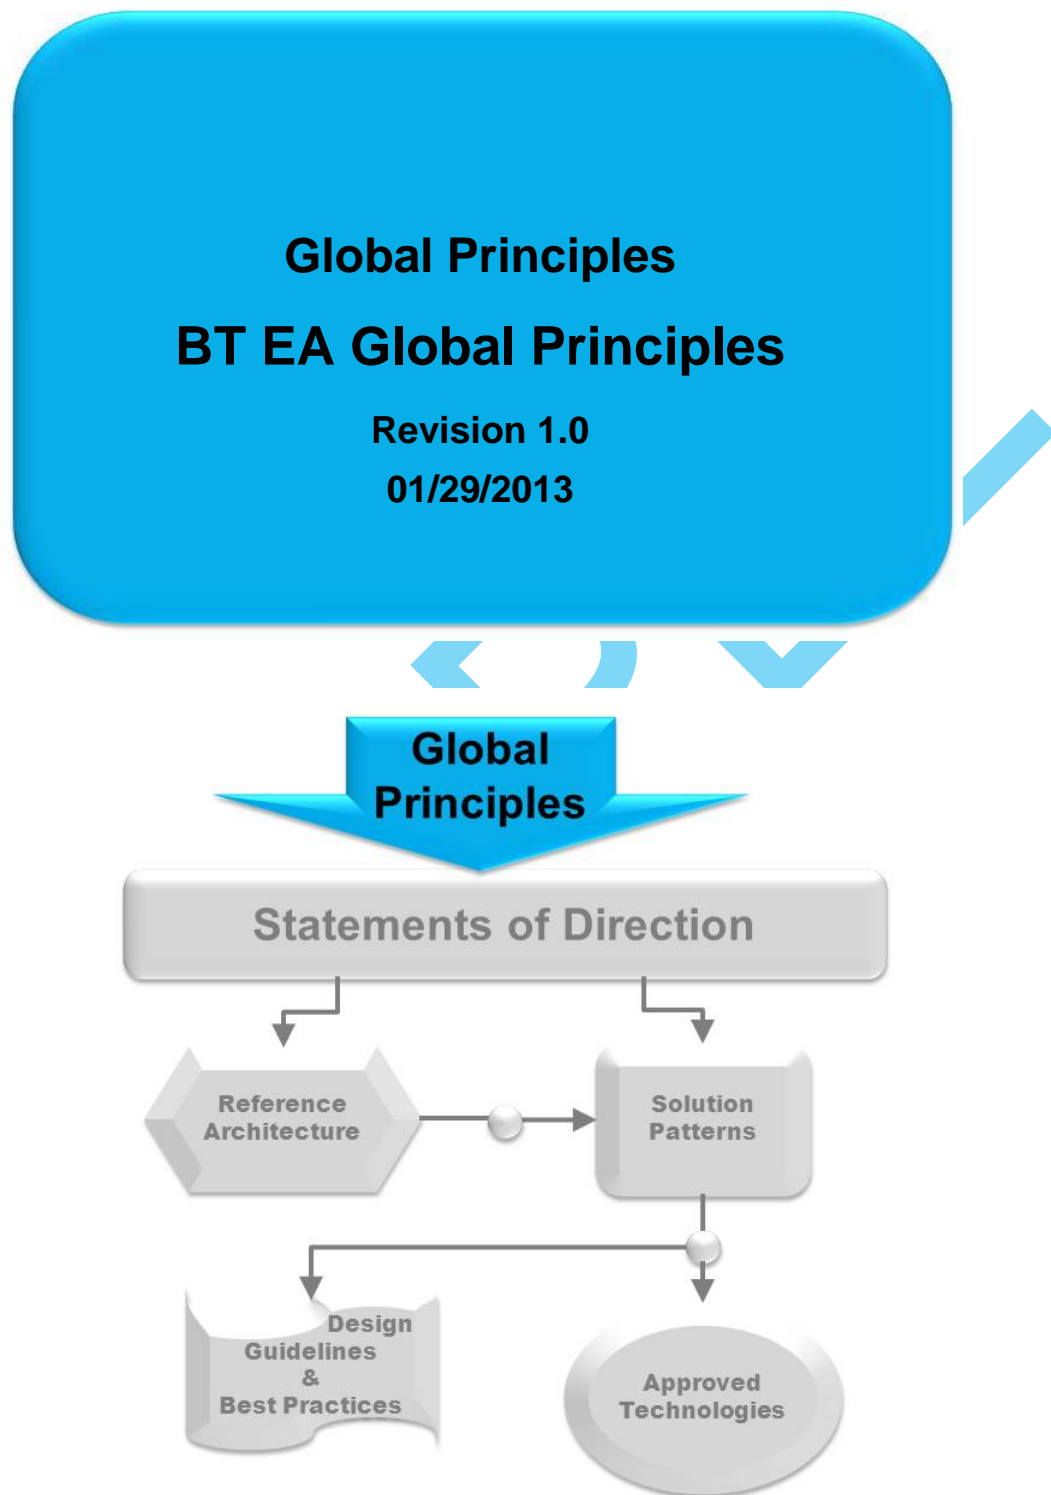 Global Principles
BT EA Global Principles
Revision 1.0
01/29/2013
Global
Principles
Statements of Direction
Reference
Architecture
Solution
Patterns
Design
Guidelines
&
Best Practices
Approved
Technologies